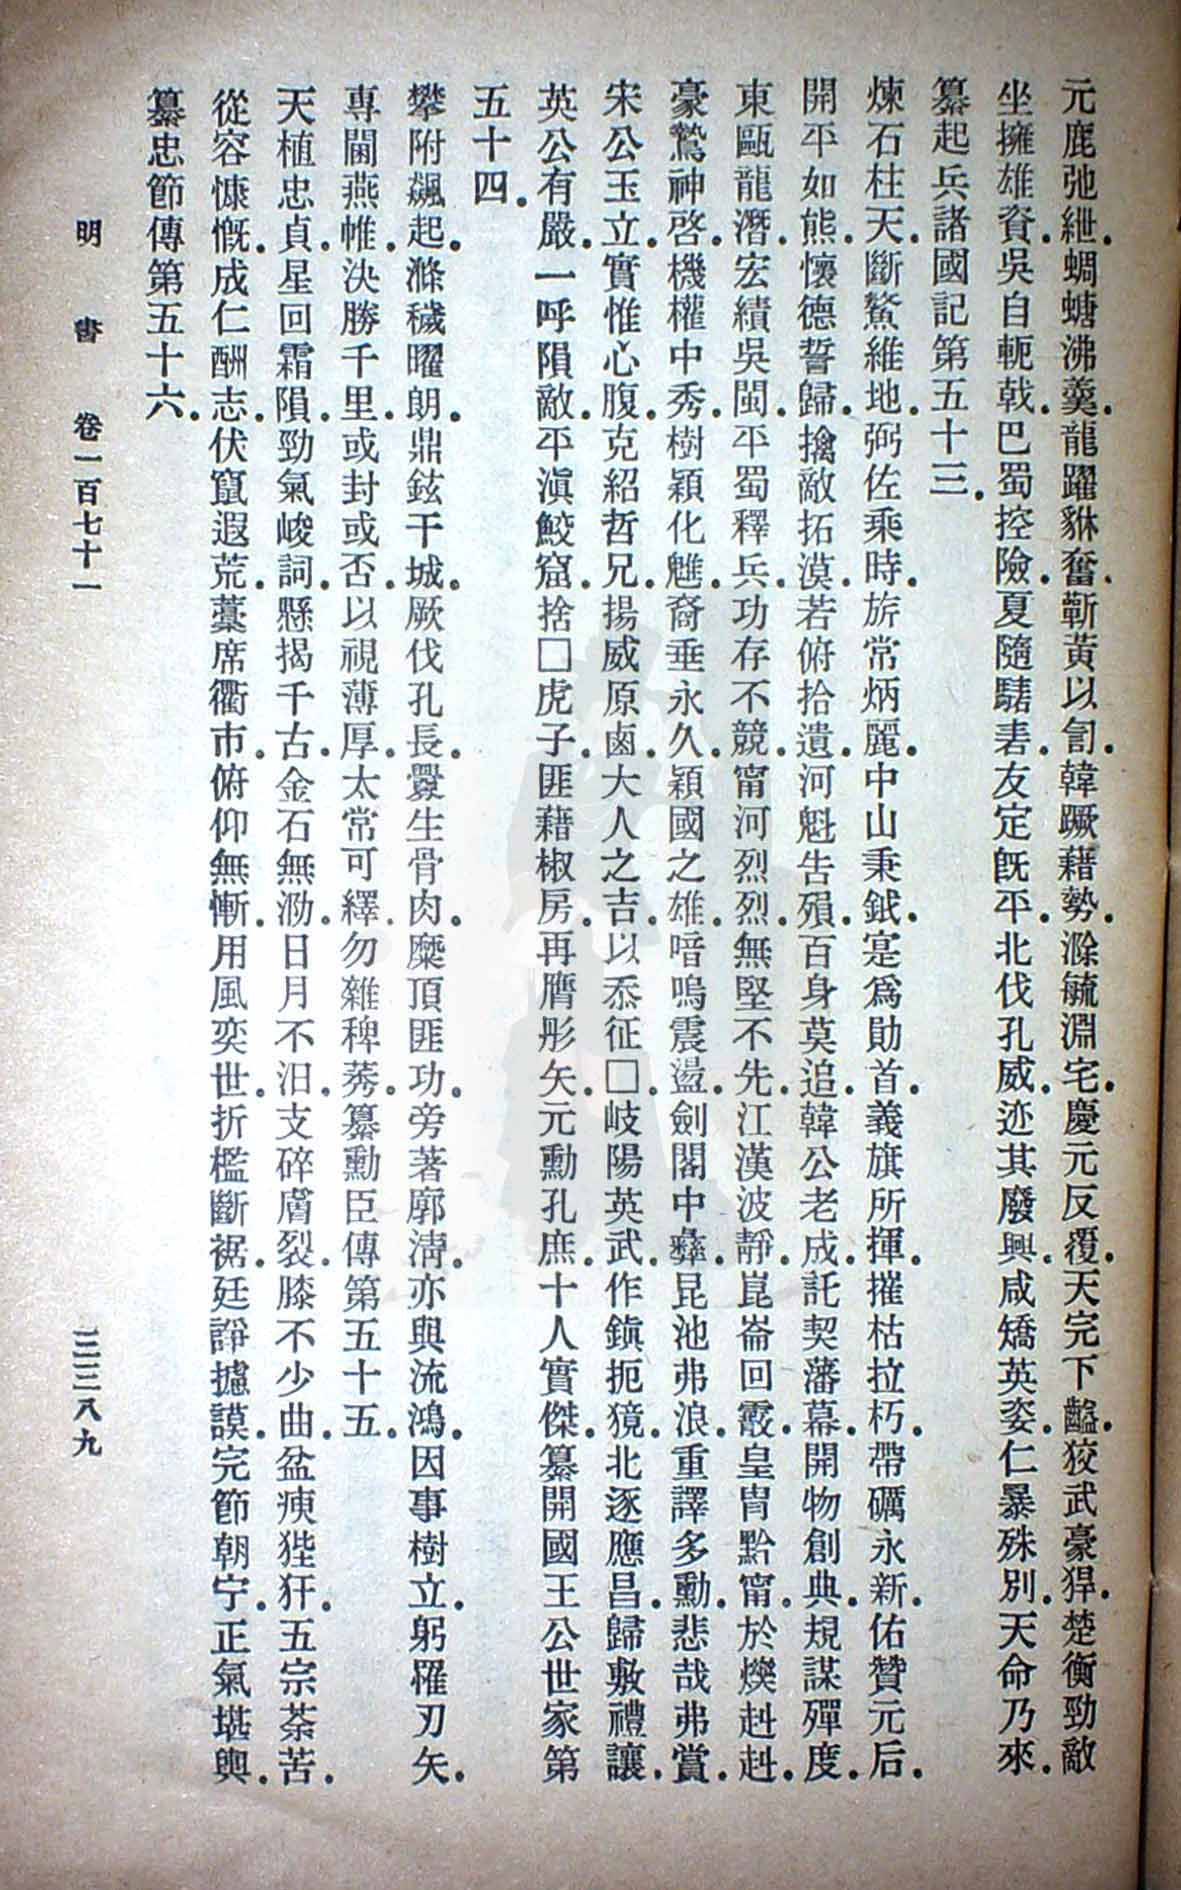 元鹿弛紲蜩螗沸羹龍躍貅奮蘄黃以訇韓蹶藉勢滁毓淵宅慶元反覆天完下齸狡武豪猂楚衡勁敵
坐擁雄資吳自軛戟巴蜀控險夏隨騞砉友定旣平北伐孔威迹其廢興咸矯英姿仁暴殊別天命乃來
纂起兵諸國記第五十三
煉石柱天斷鰲維地弼佐乘時旂常炳麗中山秉鉞寔爲勛首義旗所揮摧枯拉朽帶礪永新佑贊元后
開平如熊懷德誓歸擒敵拓漠若俯拾遺河魁告殞百身莫追韓公老成託契藩幕開物創典規謀殫度
東甌龍潛宏績吳閩平蜀釋兵功存不競甯河烈烈無堅不先江漢波靜崑崙回霰皇胄黔甯於爕赳赳
豪鷙神啓機權中秀樹穎化魋裔垂永久潁國之雄喑嗚震盪劍閣中彝昆池弗浪重譯多勳悲哉弗賞
宋公玉立實惟心腹克紹哲兄揚威原鹵大人之吉以忝征□岐陽英武作鎮扼獍北逐應昌歸敷禮讓
英公有嚴一呼隕敵平滇鮫窟捨□虎子匪藉椒房再膺彤矢元勳孔庶十人實傑纂開國王公世家第
五十四
攀附飆起滌穢曜朗鼎鉉干城厥伐孔長釁生骨肉糜頂匪功旁著廓淸亦與流鴻因事樹立躬罹刃矢
專閫燕帷決勝千里或封或否以視薄厚太常可繹勿雜稗莠纂勳臣傳第五十五
天植忠貞星回霜隕勁氣峻詞懸揭千古金石無泐日月不汨支碎膚裂膝不少曲盆瘐狴犴五宗荼苦
從容慷慨成仁酬志伏竄遐荒藁席衢市俯仰無慚用風奕世折檻斷裾廷諍攄謨完節朝宁正氣堪輿
纂忠節傳第五十六
明書 卷一百七十一 三三八九